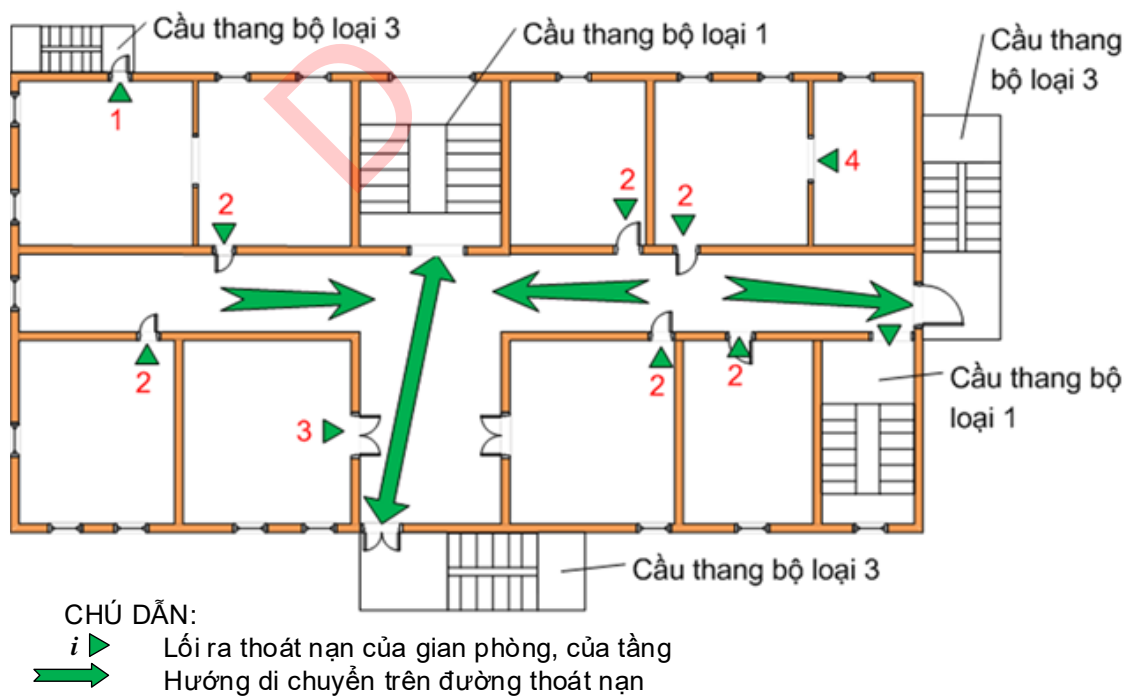 Cầu thang bộ loại 3
Cầu thang bộ loại 1
Cầu thang
bộ loại 3
D
1
2
2
2
4
2
3
2
2
Cầu thang bộ
loại 1
Cầu thang bộ loại 3
CHÚ DẪN:
i Lối ra thoát nạn của gian phòng, của tầng
Hướng di chuyển trên đường thoát nạn